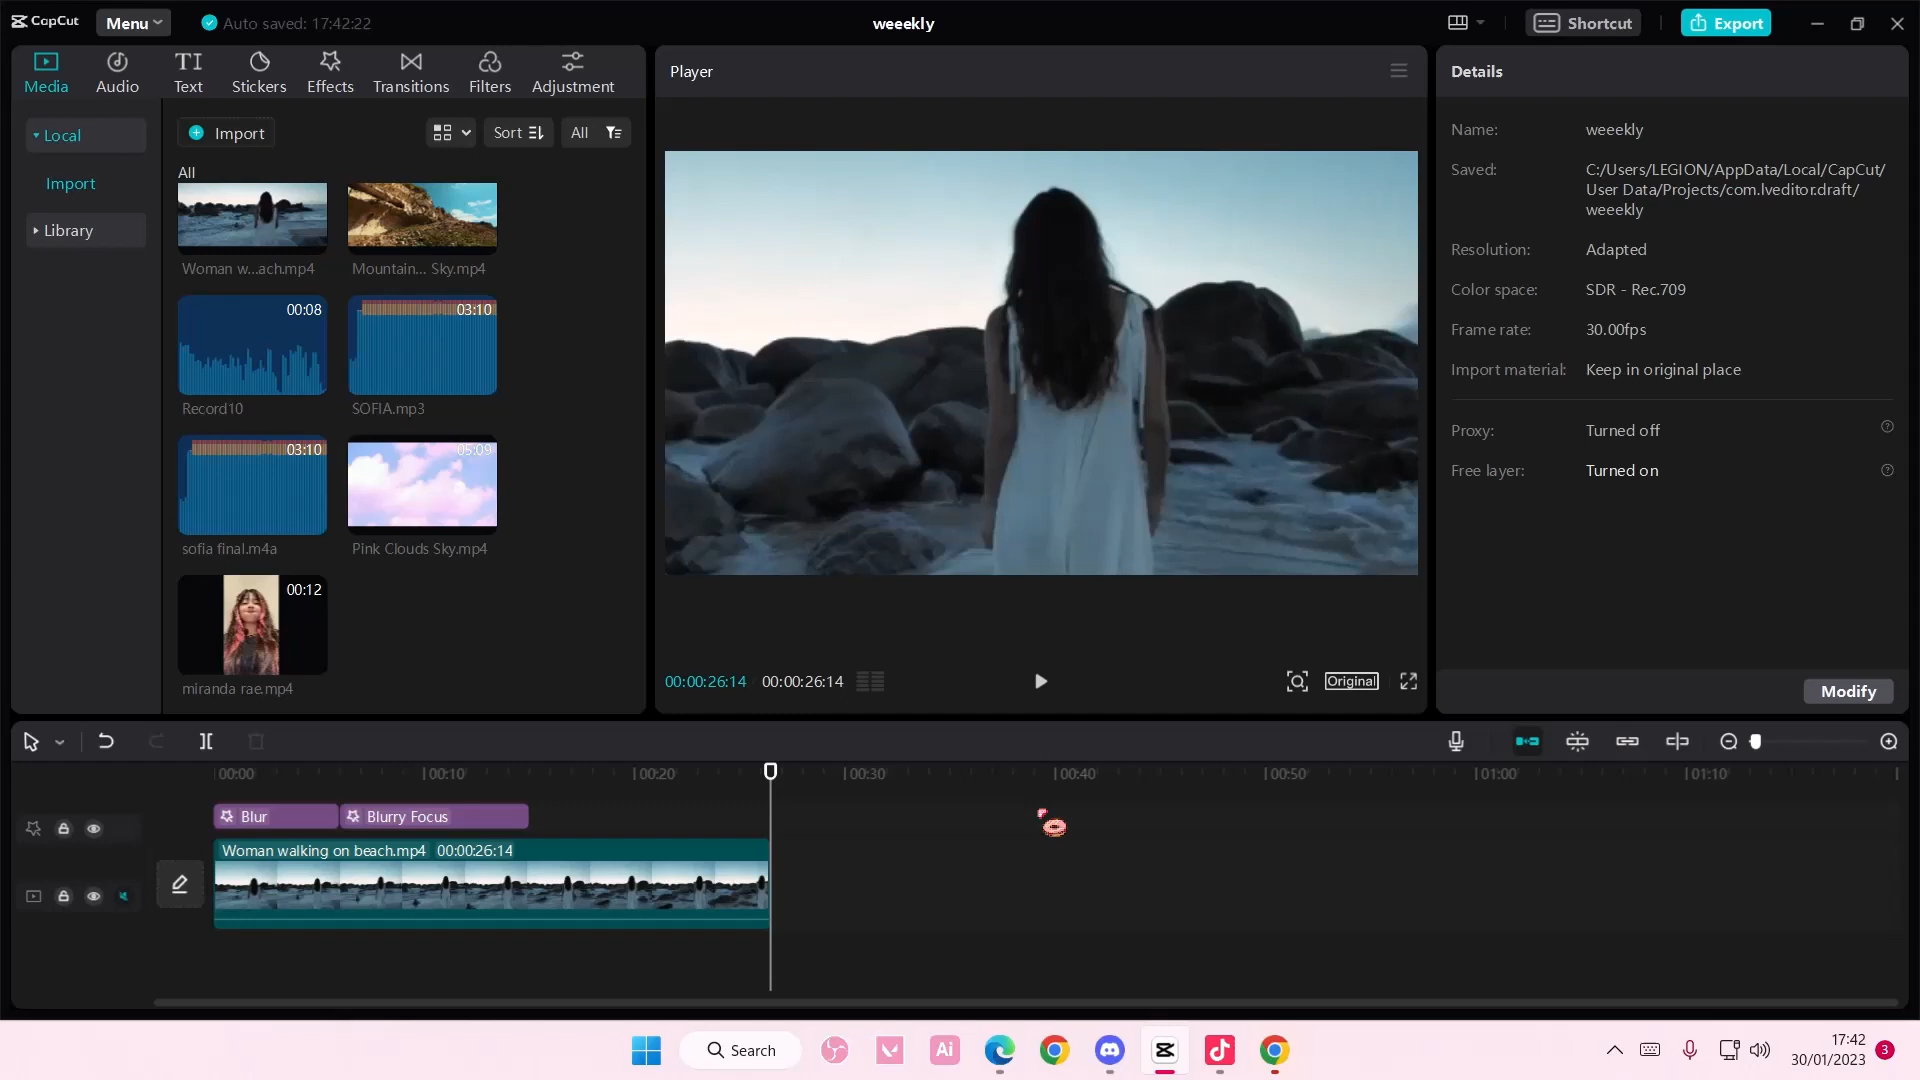 CapCut
Menu
Auto saved: 17:42:22
weeekly
Shortcut
Export
Media
Audio
TI
Text
Stickers
Effects
Transitions
Filters
Adjustment
Player
Details
Local
Import
Library
Import
Sort
All
All
Woman w...ach.mp4
Mountain... Sky.mp4
00:08
03:10
Record10
SOFIA.mp3
03:10
05:09
sofia final.m4a
Pink Clouds Sky.mp4
00:12
miranda rae.mp4
00:00:26:14
00:00:26:14
Original
Name:
weeekly
Saved:
C:/Users/LEGION/AppData/Local/CapCut/
User Data/Projects/com.lveditor.draft/
weeekly
Resolution:
Adapted
Color space:
SDR - Rec.709
Frame rate:
30.00fps
Import material:
Keep in original place
Proxy:
Turned off
Free layer:
Turned on
Modify
00:00
00:10
00:20
00:30
00:40
00:50
01:00
01:10
Blur
Blurry Focus
Woman walking on beach.mp4 00:00:26:14
Search
Ai
17:42
30/01/2023
3